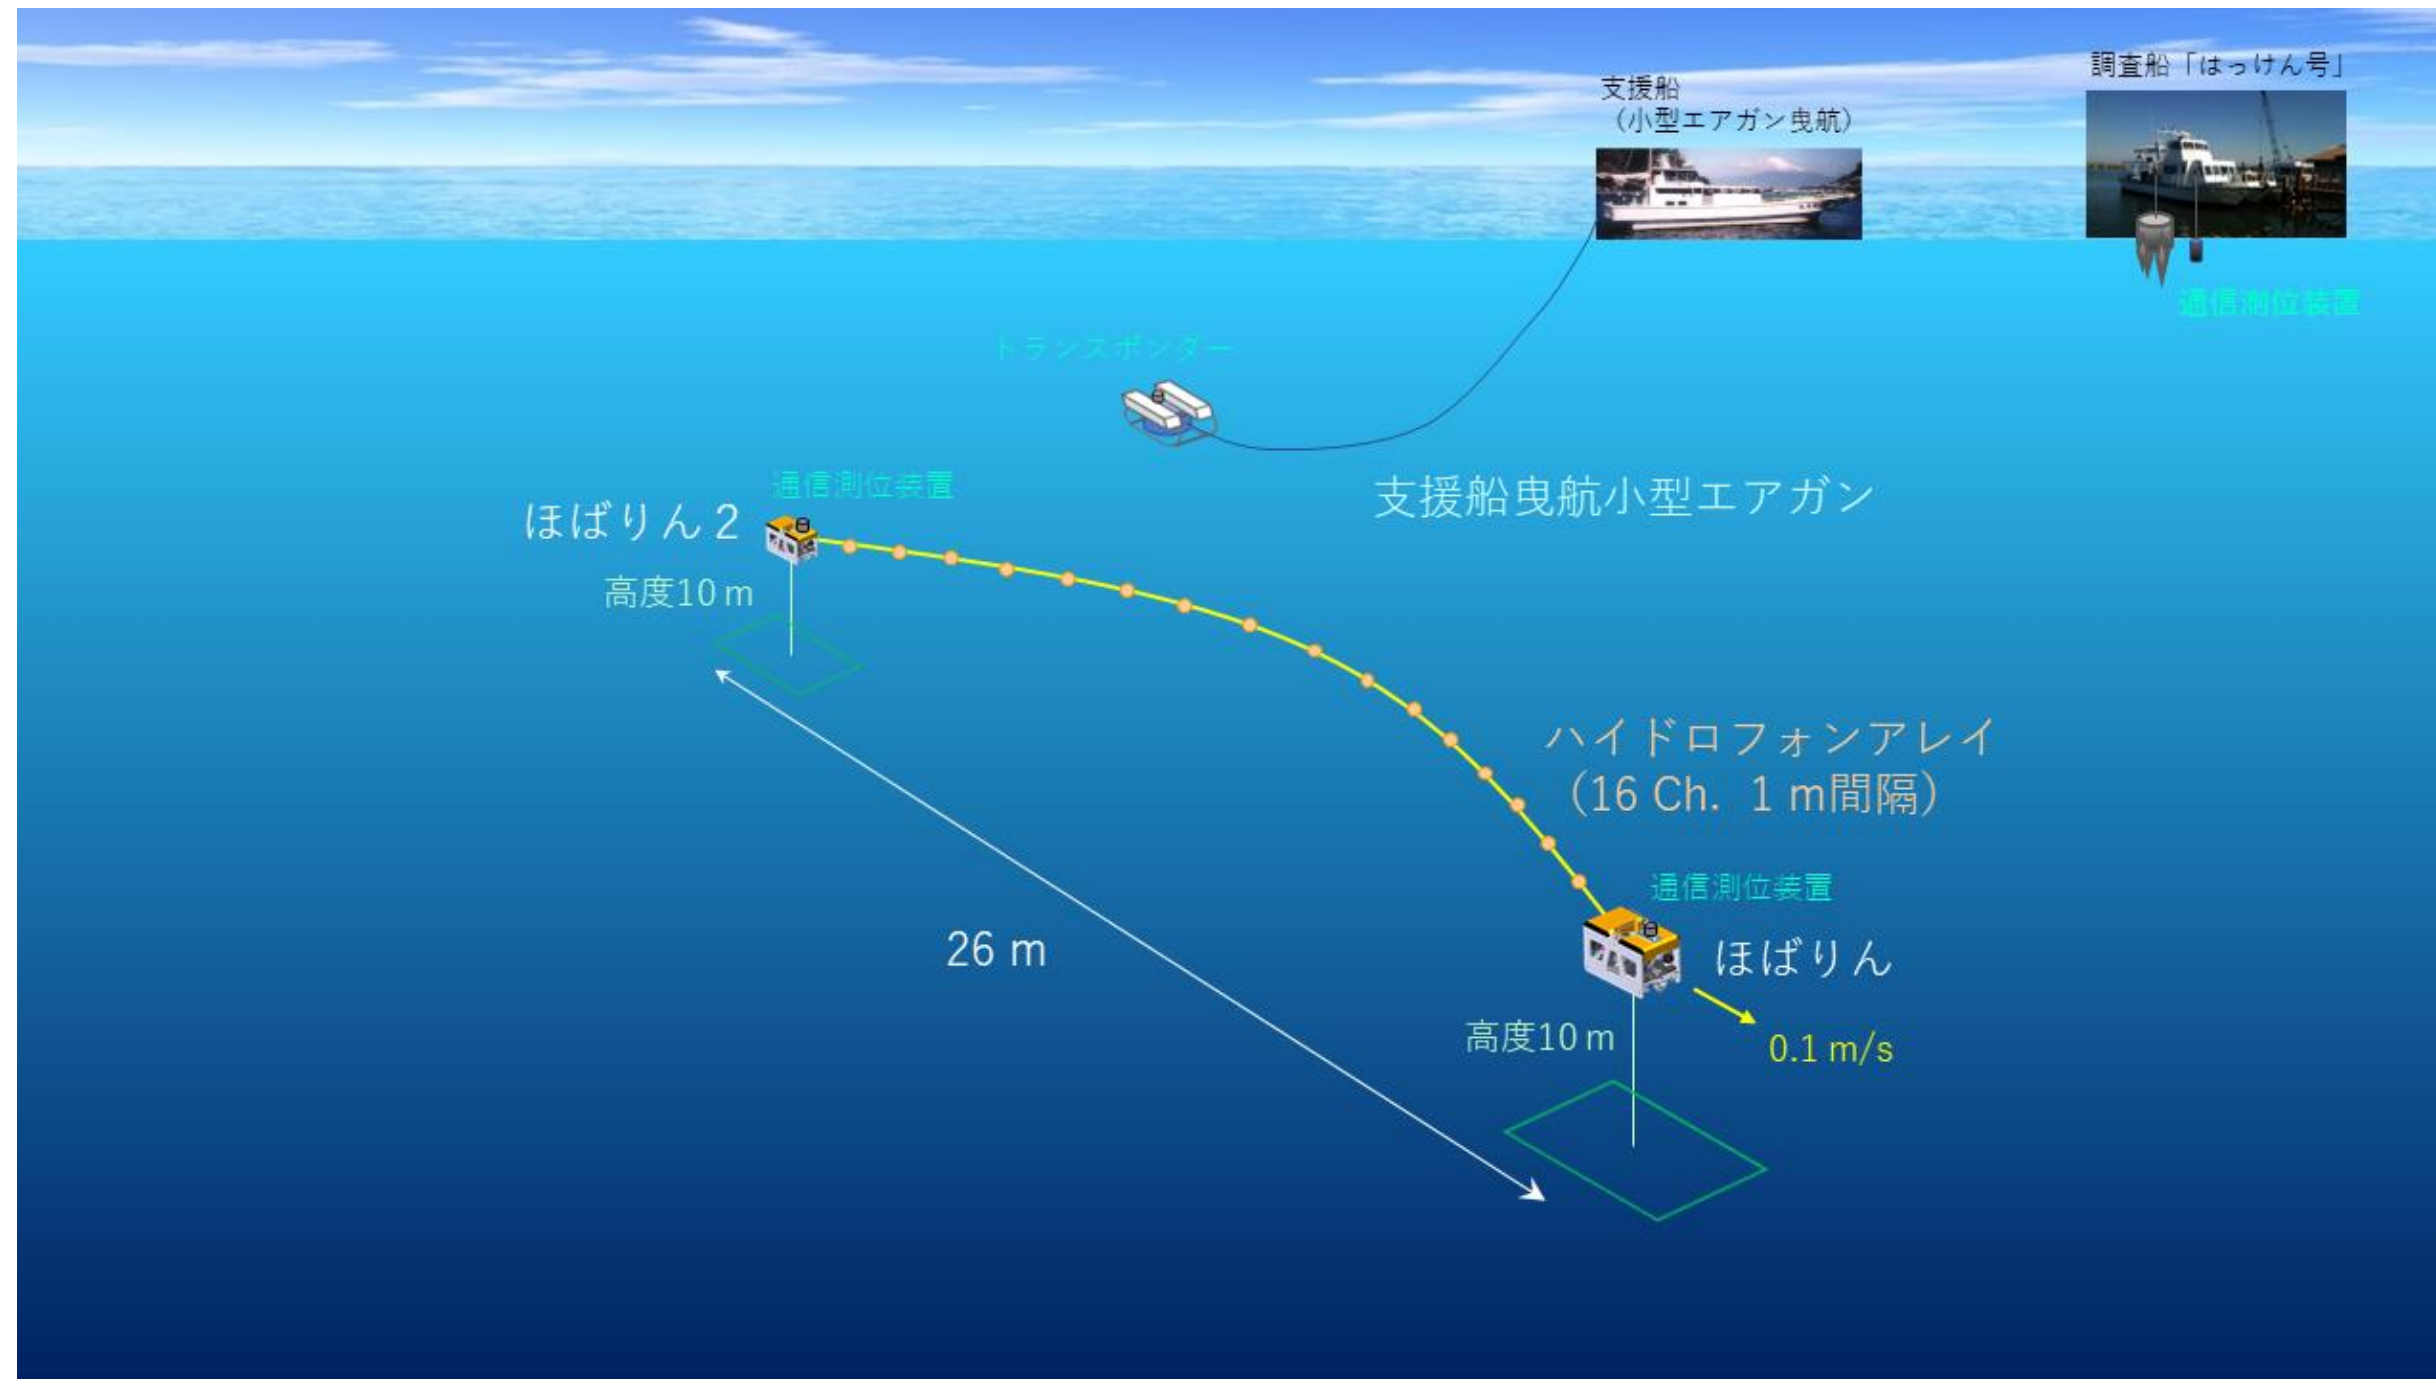 調査船「はっけん号」
支援船
（小型エアガン曳航）
通信測位装置
トランスポンダー
通信測位装置
支援船曳航小型エアガン
ほばりん２
高度10ｍ
ハイドロフォンアレイ
（16 Ch.  1 m間隔）
通信測位装置
26 m
ほばりん
高度10ｍ
0.1 m/s